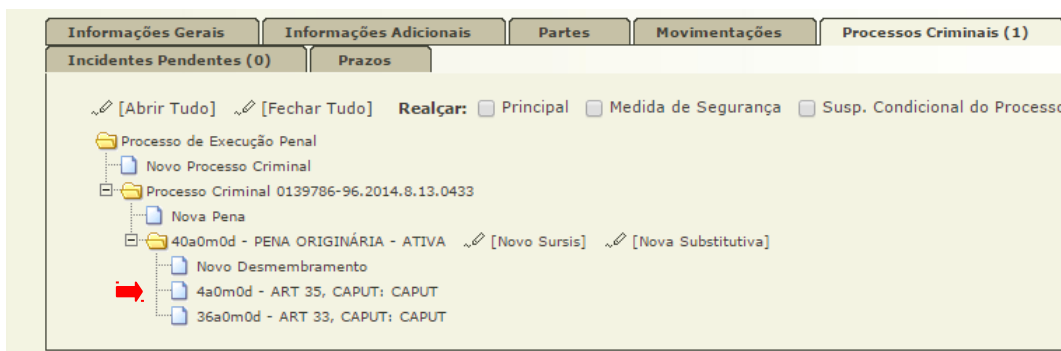 Informações Gerais Informações Adicionais Partes Movimentações Processos Criminais (1)
Incidentes Pendentes (0) Prazos
[Abrir Tudo] [Fechar Tudo] Realçar: Principal Medida de Segurança Susp. Condicional do Processo
Processo de Execução Penal
Novo Processo Criminal
Processo Criminal 0139786-96.2014.8.13.0433
Nova Pena
40a0m0d - PENA ORIGINÁRIA - ATIVA [Novo Sursis] [Nova Substitutiva]
Novo Desmembramento
4a0m0d - ART 35, CAPUT: CAPUT
36a0m0d - ART 33, CAPUT: CAPUT